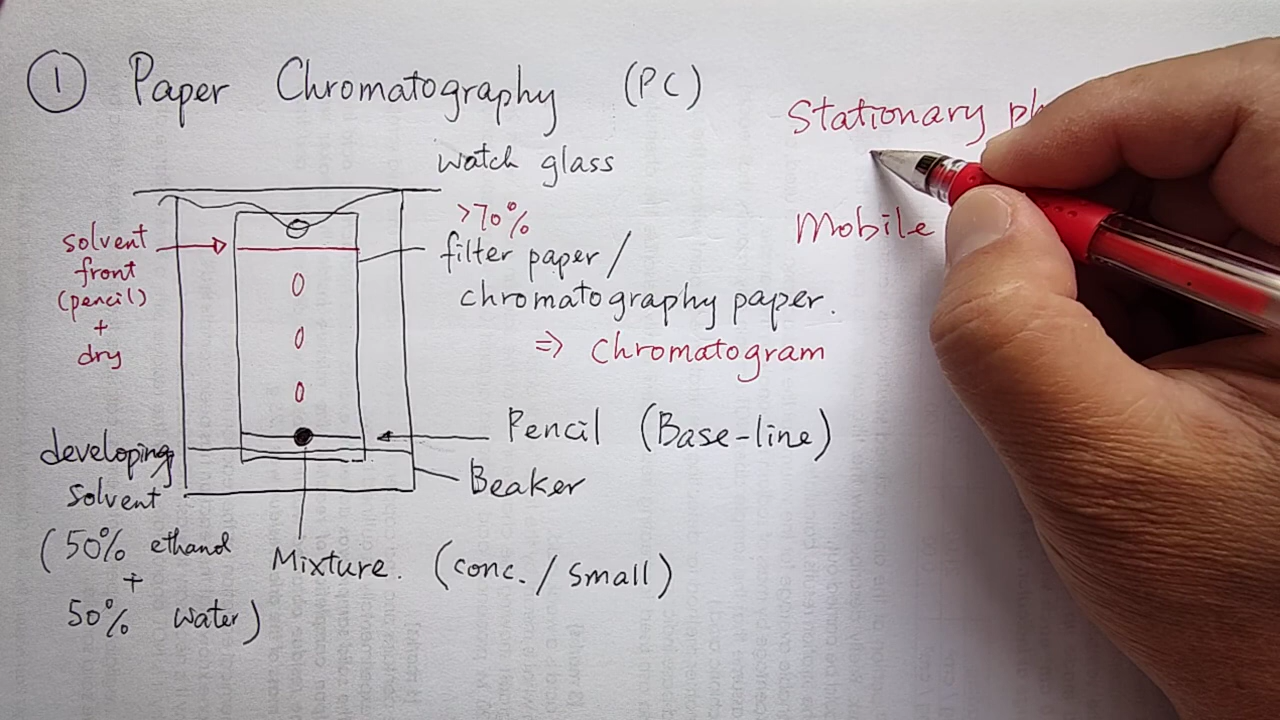 ① Paper Chromatography (PC)
Stationary ph
watch glass
>70%
Mobile
solvent
front
(pencil)
+
dry
filter paper /
chromatography paper.
⇒ Chromatogram
Pencil (Base-line)
developing
solvent
Beaker
(50% ethanol
+
50% water)
Mixture. (conc. / small)